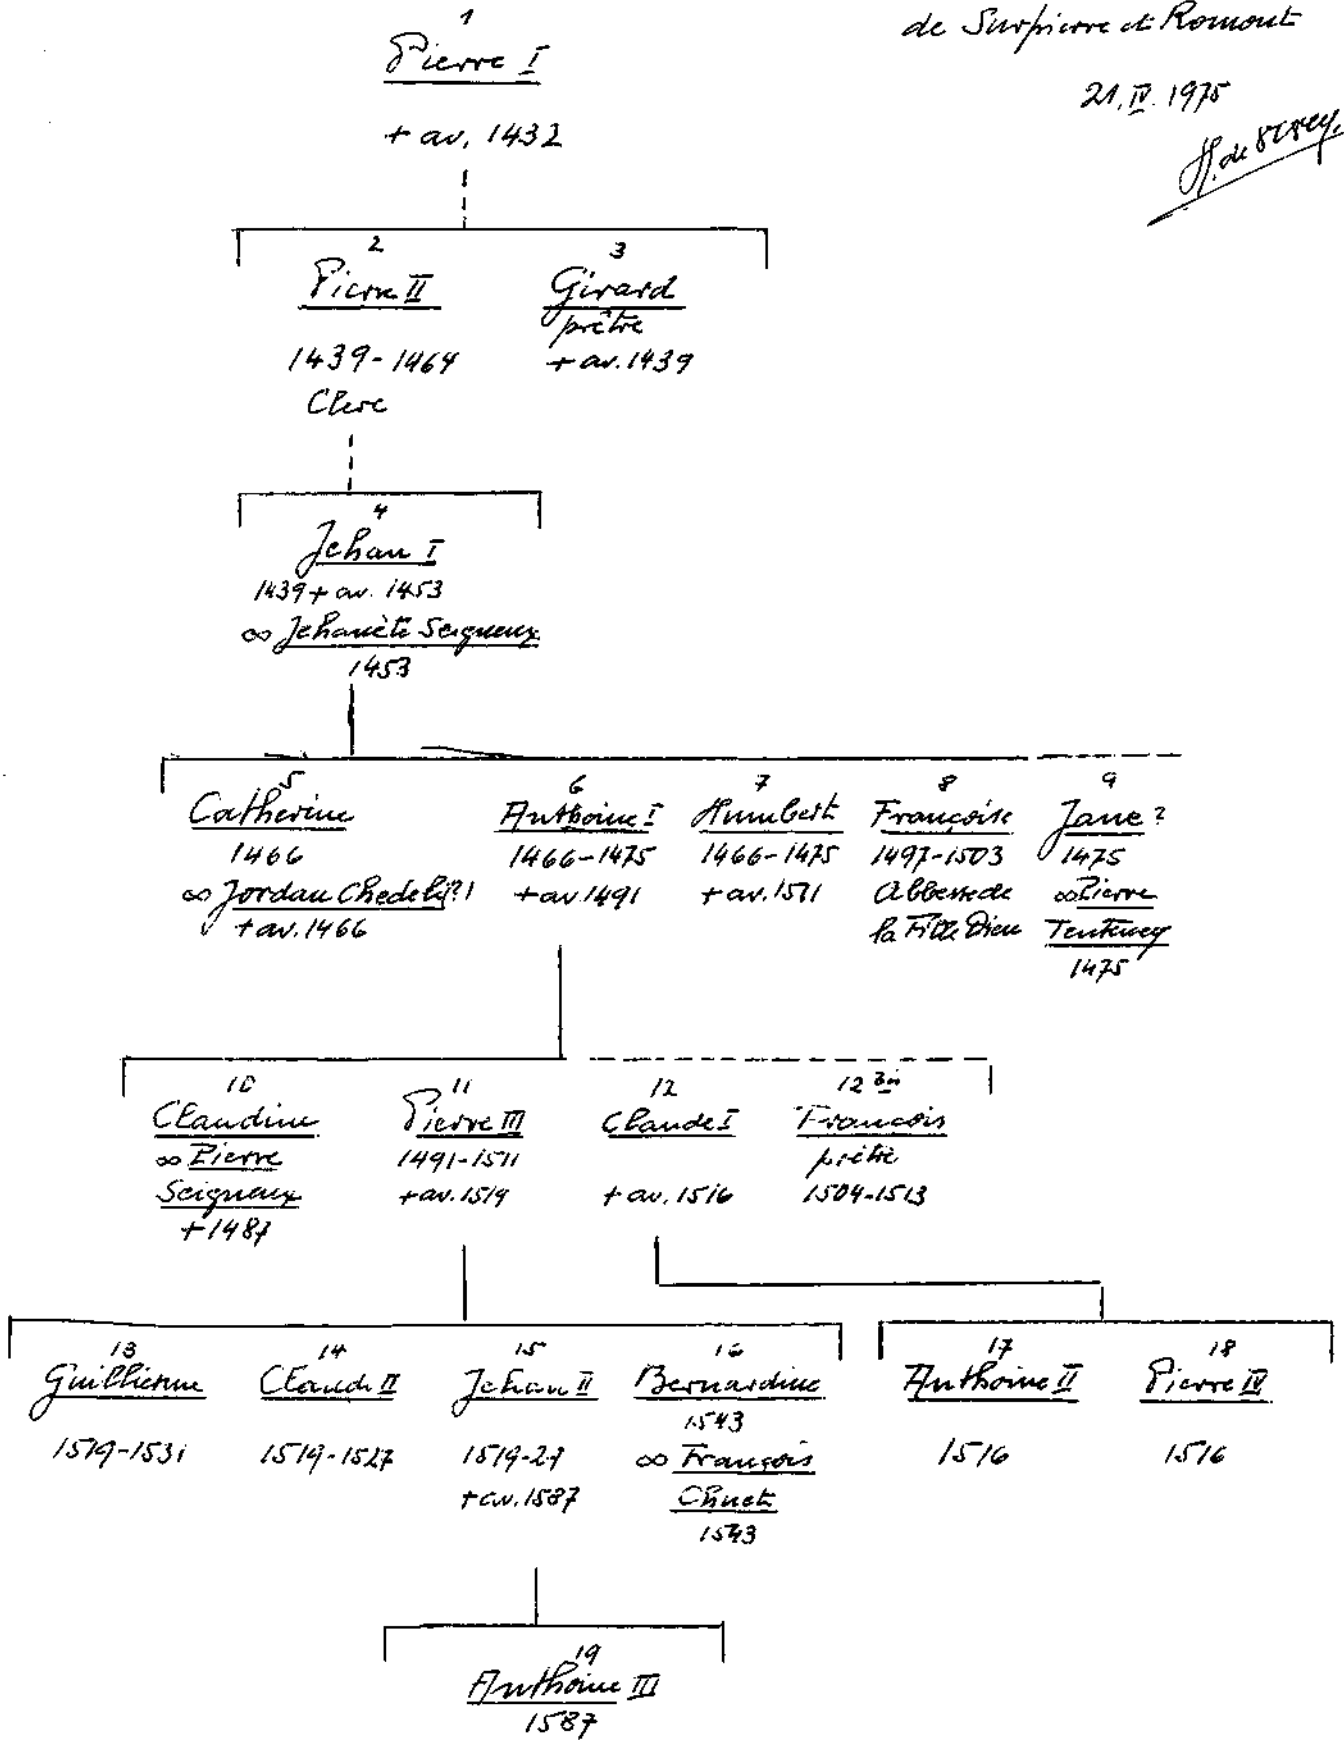 de Surpierre et Romont
21.IV.1975
1
Pierre I
+ av. 1432
2
Pierre II
1439-1464
Clerc
3
Girard
prêtre
+ av. 1439
4
Jehan I
1439 + av. 1453
∞ Jehanète Seigneux
1453
5
Catherine
1466
∞ Jordan
+ av. 1466
6
Anthoine I
1466-1475
+ av 1491
7
Humbert
1466-1475
+ av. 1511
8
Françoise
1497-1503
Abbesse de
la Fille Dieu
9
Jane ?
1475
∞ Pierre
1475
10
Claudine
∞ Pierre
Seigneux
+ 1487
11
Pierre III
1491-1511
+ av. 1519
12
Claude I
+ av. 1516
12 bis
François
prêtre
1504-1513
13
Guillierme
1519-1531
14
Claude II
1519-1527
15
Jehan II
1519-27
+ av. 1587
16
Bernardine
1543
∞ François
1543
17
Anthoine II
1516
18
Pierre IV
1516
19
Anthoine III
1587